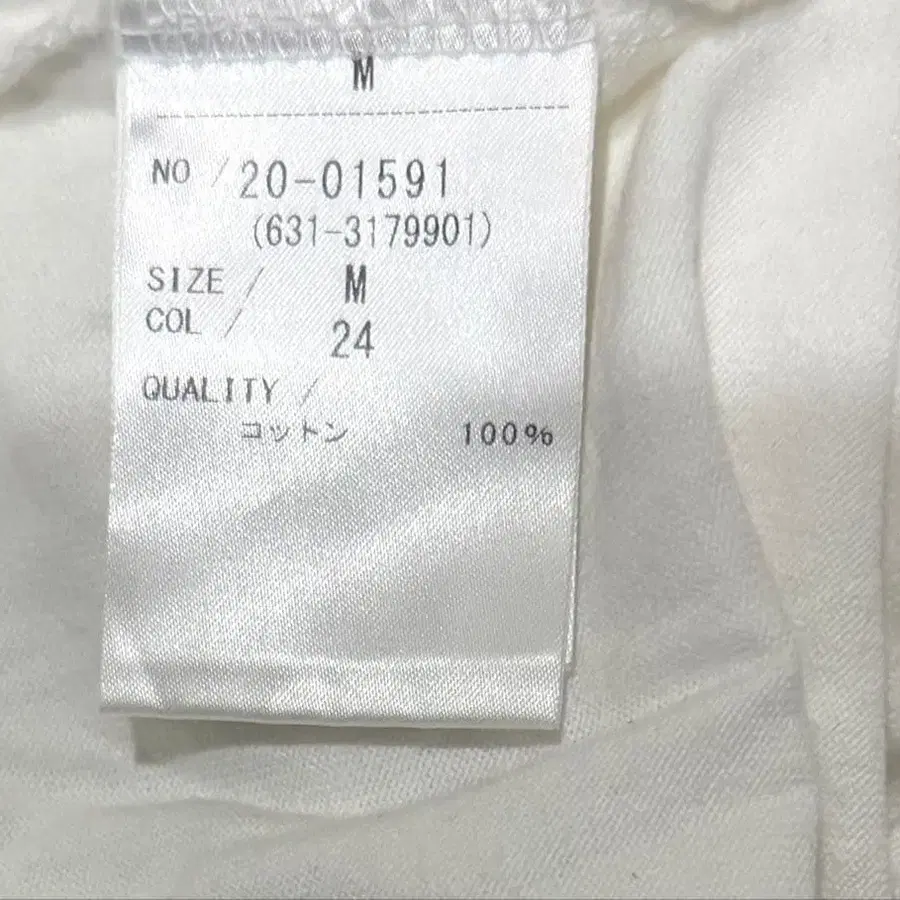 M
NO / 20-01591
(631-3179901)
SIZE / M
COL / 24
QUALITY /
コットン 100%